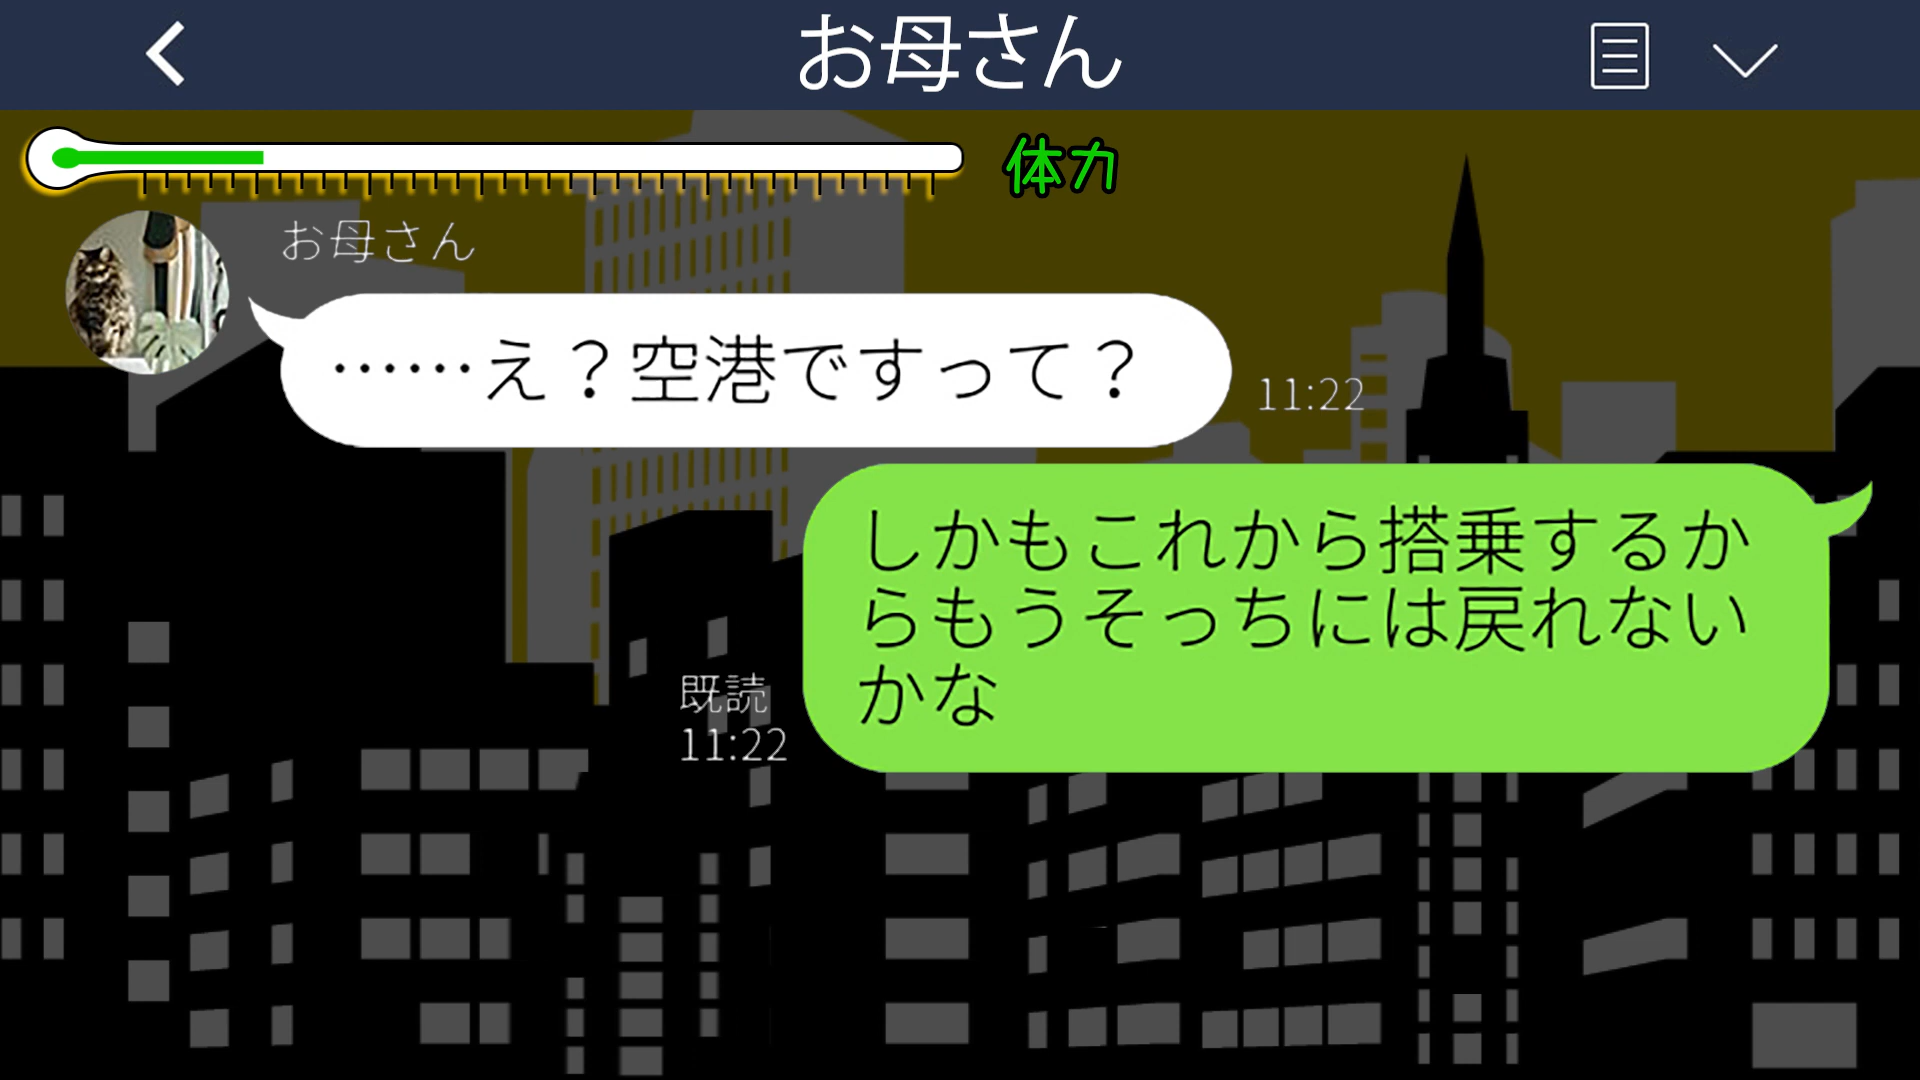 お母さん
体力
お母さん
……え？空港ですって？
11:22
しかもこれから搭乗するか
らもうそっちには戻れない
かな
既読
11:22